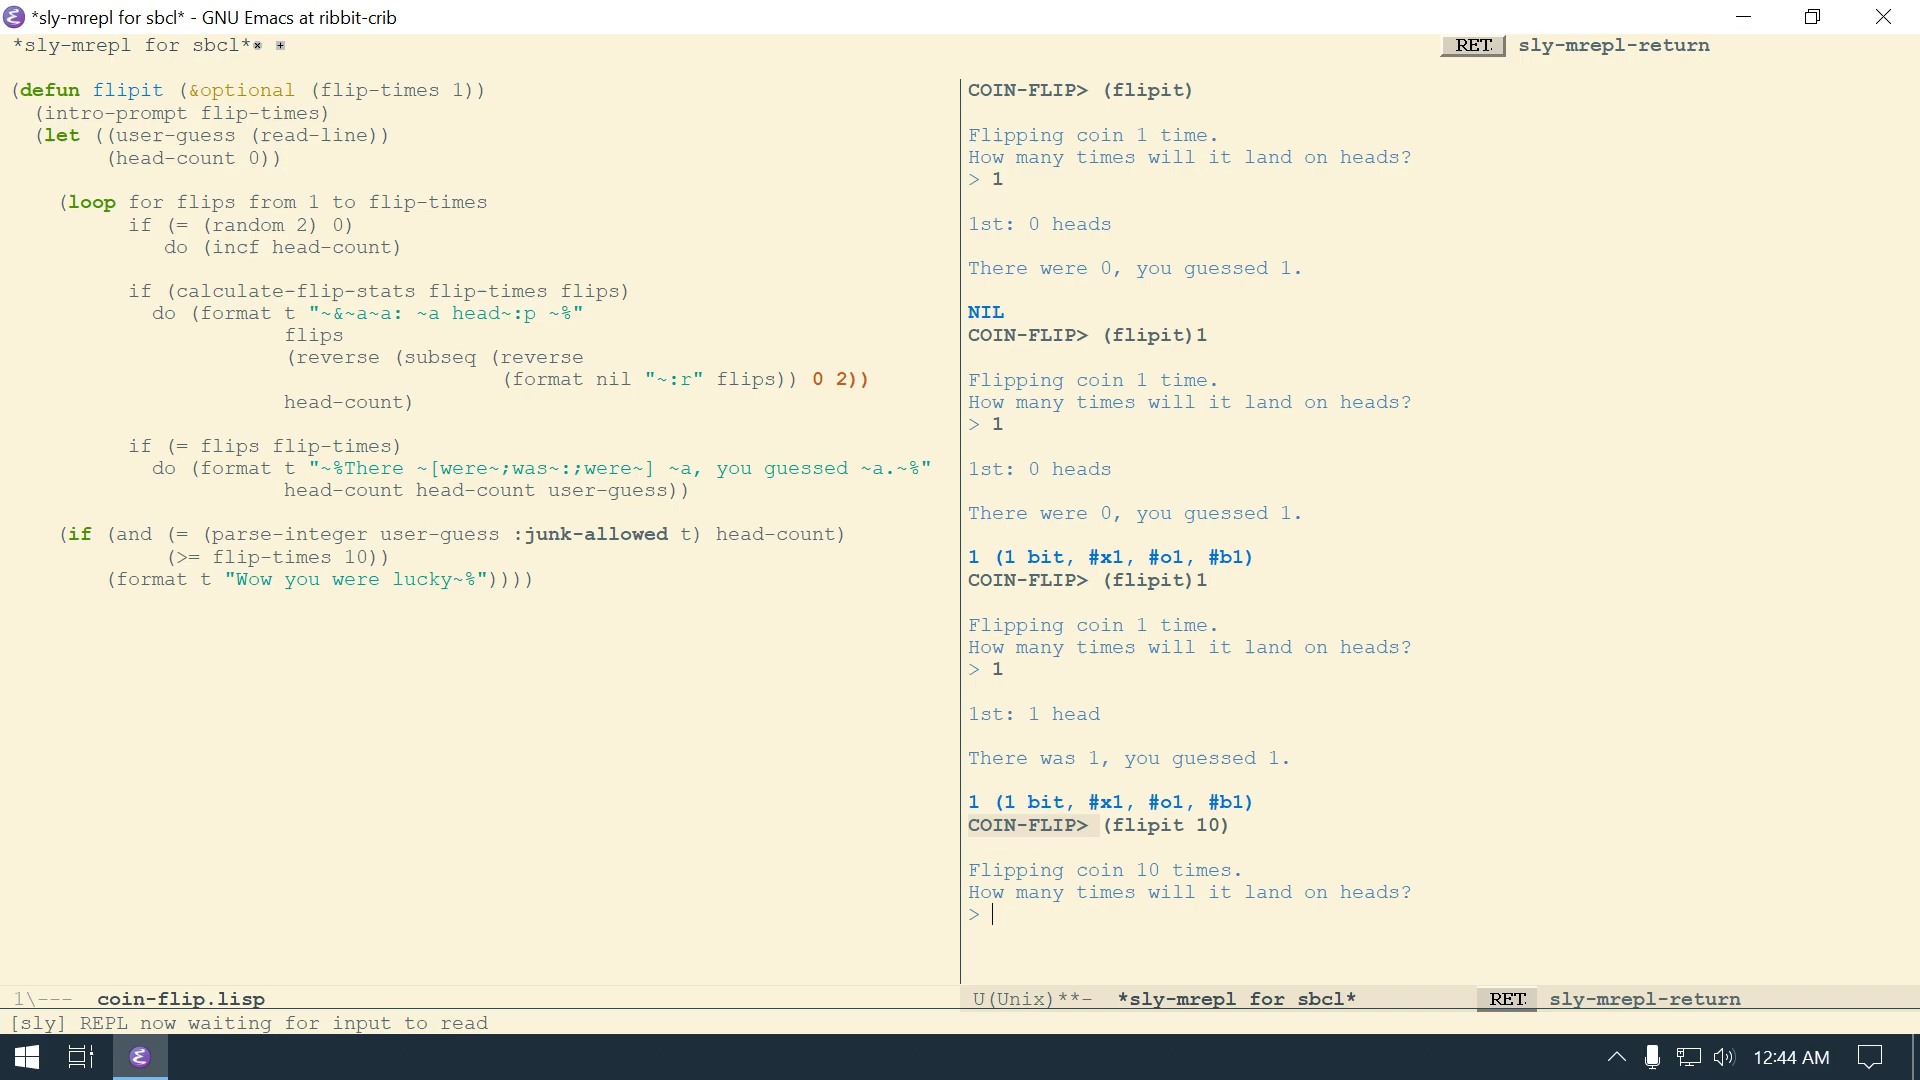 *sly-mrepl for sbcl* - GNU Emacs at ribbit-crib
*sly-mrepl for sbcl*
RET sly-mrepl-return
(defun flipit (&optional (flip-times 1))
(intro-prompt flip-times)
(let ((user-guess (read-line))
(head-count 0))
(loop for flips from 1 to flip-times
if (= (random 2) 0)
do (incf head-count)
if (calculate-flip-stats flip-times flips)
do (format t "~&~a~a: ~a head~:p ~%"
flips
(reverse (subseq (reverse
(format nil "~:r" flips)) 0 2))
head-count)
if (= flips flip-times)
do (format t "~%There ~[were~;was~:;were~] ~a, you guessed ~a.~%"
head-count head-count user-guess))
(if (and (= (parse-integer user-guess :junk-allowed t) head-count)
(>= flip-times 10))
(format t "Wow you were lucky~%"))))
COIN-FLIP> (flipit)
Flipping coin 1 time.
How many times will it land on heads?
> 1
1st: 0 heads
There were 0, you guessed 1.
NIL
COIN-FLIP> (flipit)1
Flipping coin 1 time.
How many times will it land on heads?
> 1
1st: 0 heads
There were 0, you guessed 1.
1 (1 bit, #x1, #o1, #b1)
COIN-FLIP> (flipit)1
Flipping coin 1 time.
How many times will it land on heads?
> 1
1st: 1 head
There was 1, you guessed 1.
1 (1 bit, #x1, #o1, #b1)
COIN-FLIP> (flipit 10)
Flipping coin 10 times.
How many times will it land on heads?
>
1\--- coin-flip.lisp
U(Unix)**- *sly-mrepl for sbcl* RET sly-mrepl-return
[sly] REPL now waiting for input to read
12:44 AM